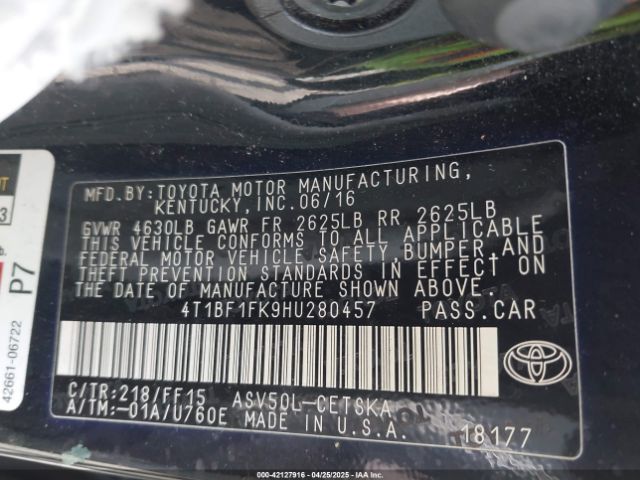 MFD.BY:TOYOTA MOTOR MANUFACTURING,
KENTUCKY,INC.06/16
GVWR 4630LB GAWR FR 2625LB RR 2625LB
THIS VEHICLE CONFORMS TO ALL APPLICABLE
FEDERAL MOTOR VEHICLE SAFETY,BUMPER,AND
THEFT PREVENTION STANDARDS IN EFFECT ON
THE DATE OF MANUFACTURE SHOWN ABOVE.
4T1BF1FK9HU280457 PASS.CAR
C/TR:218/FF15 ASV50L-CETSKA
A/TM:-01A/U760E MADE IN U.S.A. 18177
3
P7
42661-06722
000-42127916 - 04/25/2025 - IAAI.COM